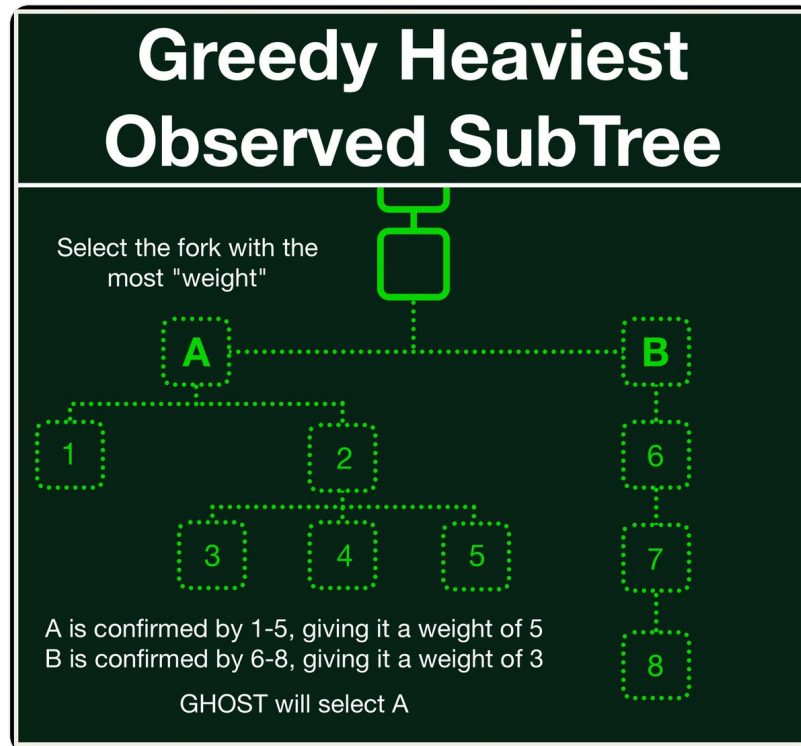 Greedy Heaviest
Observed SubTree
Select the fork with the
most "weight"
A
B
1
2
6
3
4
5
7
A is confirmed by 1-5, giving it a weight of 5
B is confirmed by 6-8, giving it a weight of 3
8
GHOST will select A